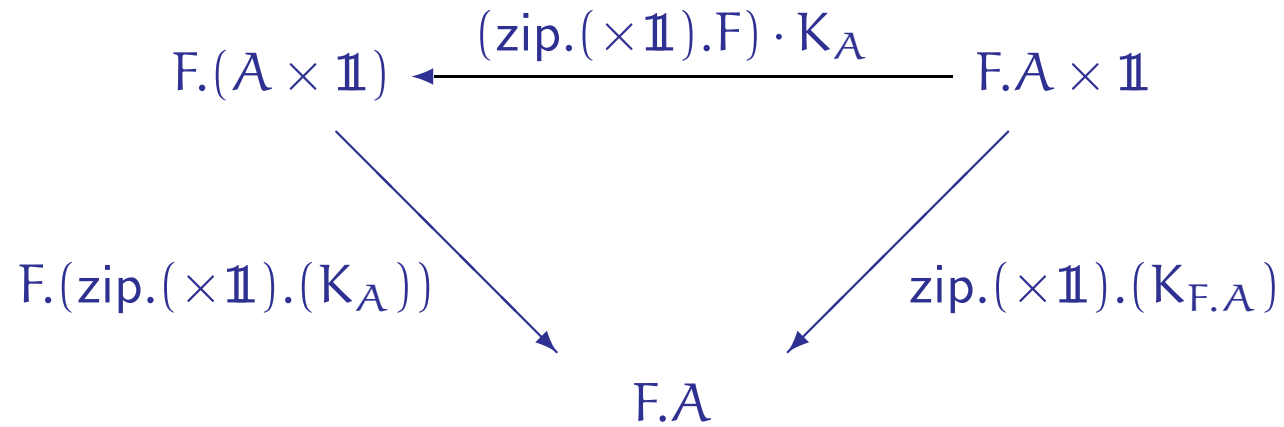 (zip.(×𝟙).F) · K_A
F.(A × 𝟙)
F.A × 𝟙
F.(zip.(×𝟙).(K_A))
zip.(×𝟙).(K_{F.A})
F.A